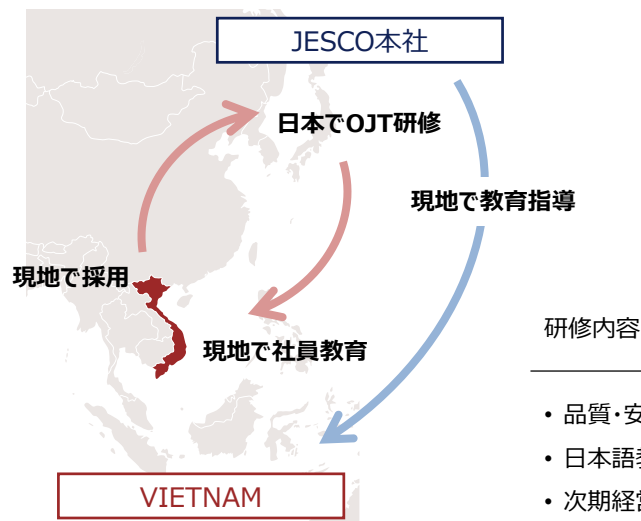 JESCO本社
日本でOJT研修
現地で教育指導
現地で採用
現地で社員教育
研修内容
• 品質・安
• 日本語
• 次期経
VIETNAM